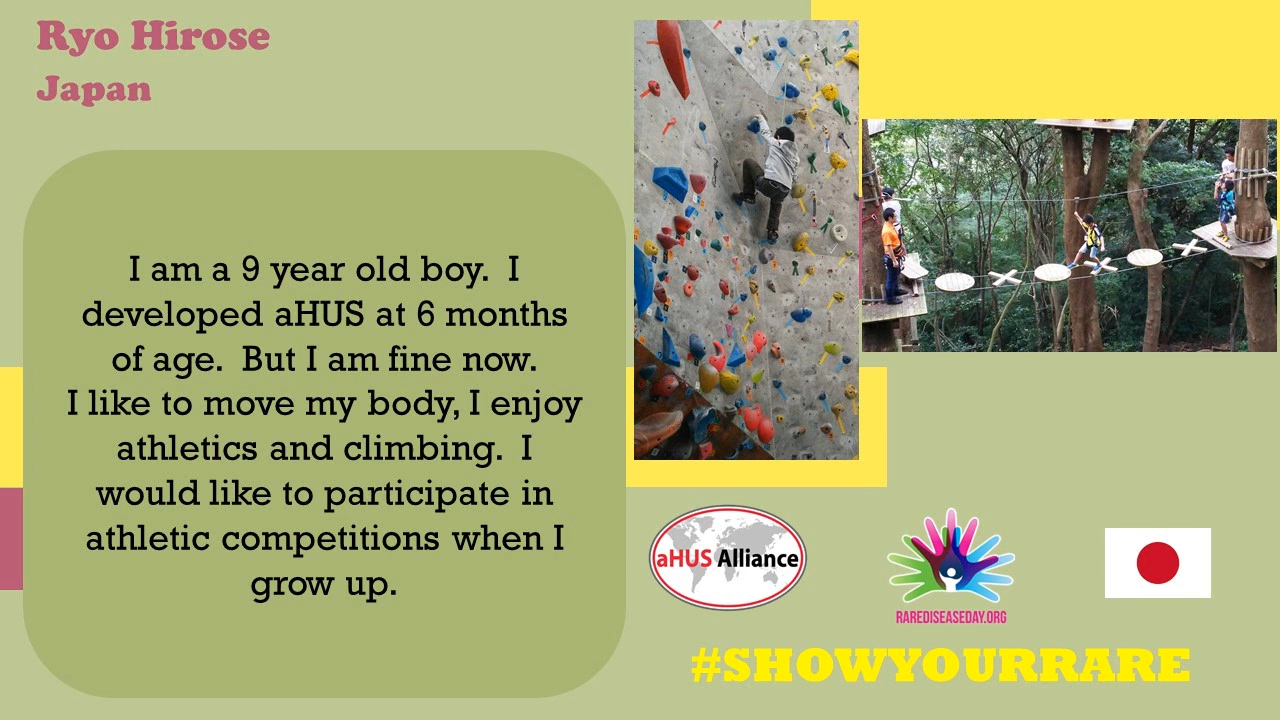 Ryo Hirose
Japan
I am a 9 year old boy.  I
developed aHUS at 6 months
of age.  But I am fine now.
I like to move my body, I enjoy
athletics and climbing.  I
would like to participate in
athletic competitions when I
grow up.
aHUS Alliance
RAREDISEASEDAY.ORG
#SHOWYOURRARE